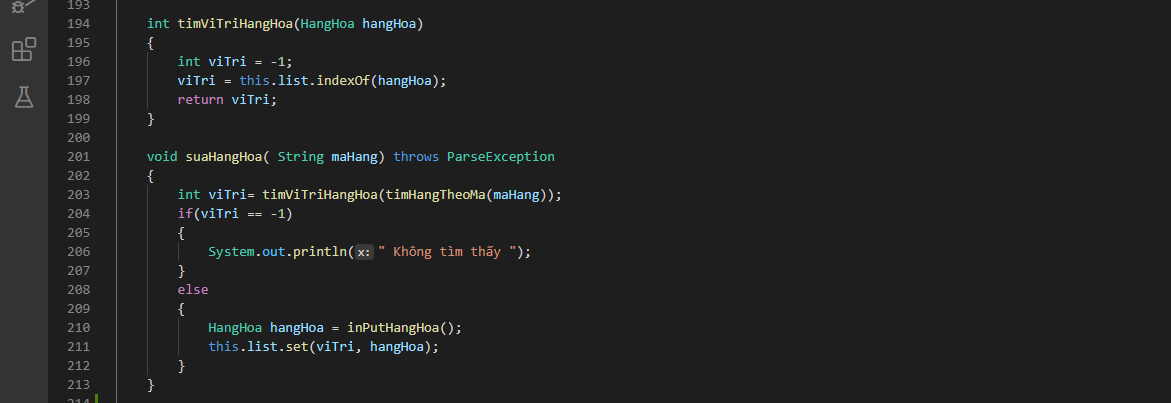 193
194 int timViTriHangHoa(HangHoa hangHoa)
195 {
196 int viTri = -1;
197 viTri = this.list.indexOf(hangHoa);
198 return viTri;
199 }
200
201 void suaHangHoa( String maHang) throws ParseException
202 {
203 int viTri= timViTriHangHoa(timHangTheoMa(maHang));
204 if(viTri == -1)
205 {
206 System.out.println(x: " Không tìm thấy ");
207 }
208 else
209 {
210 HangHoa hangHoa = inPutHangHoa();
211 this.list.set(viTri, hangHoa);
212 }
213 }
214